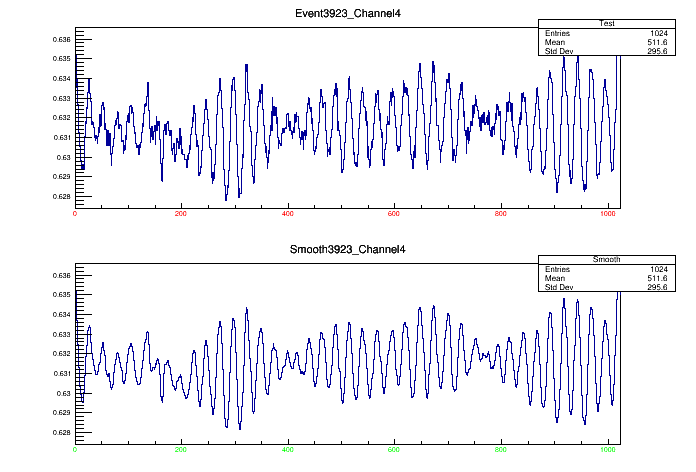 Event3923_Channel4
Test
Entries 1024
Mean 511.6
Std Dev 295.6
0.636
0.635
0.634
0.633
0.632
0.631
0.63
0.629
0.628
0 200 400 600 800 1000
Smooth3923_Channel4
Smooth
Entries 1024
Mean 511.6
Std Dev 295.6
0.636
0.635
0.634
0.633
0.632
0.631
0.63
0.629
0.628
0 200 400 600 800 1000